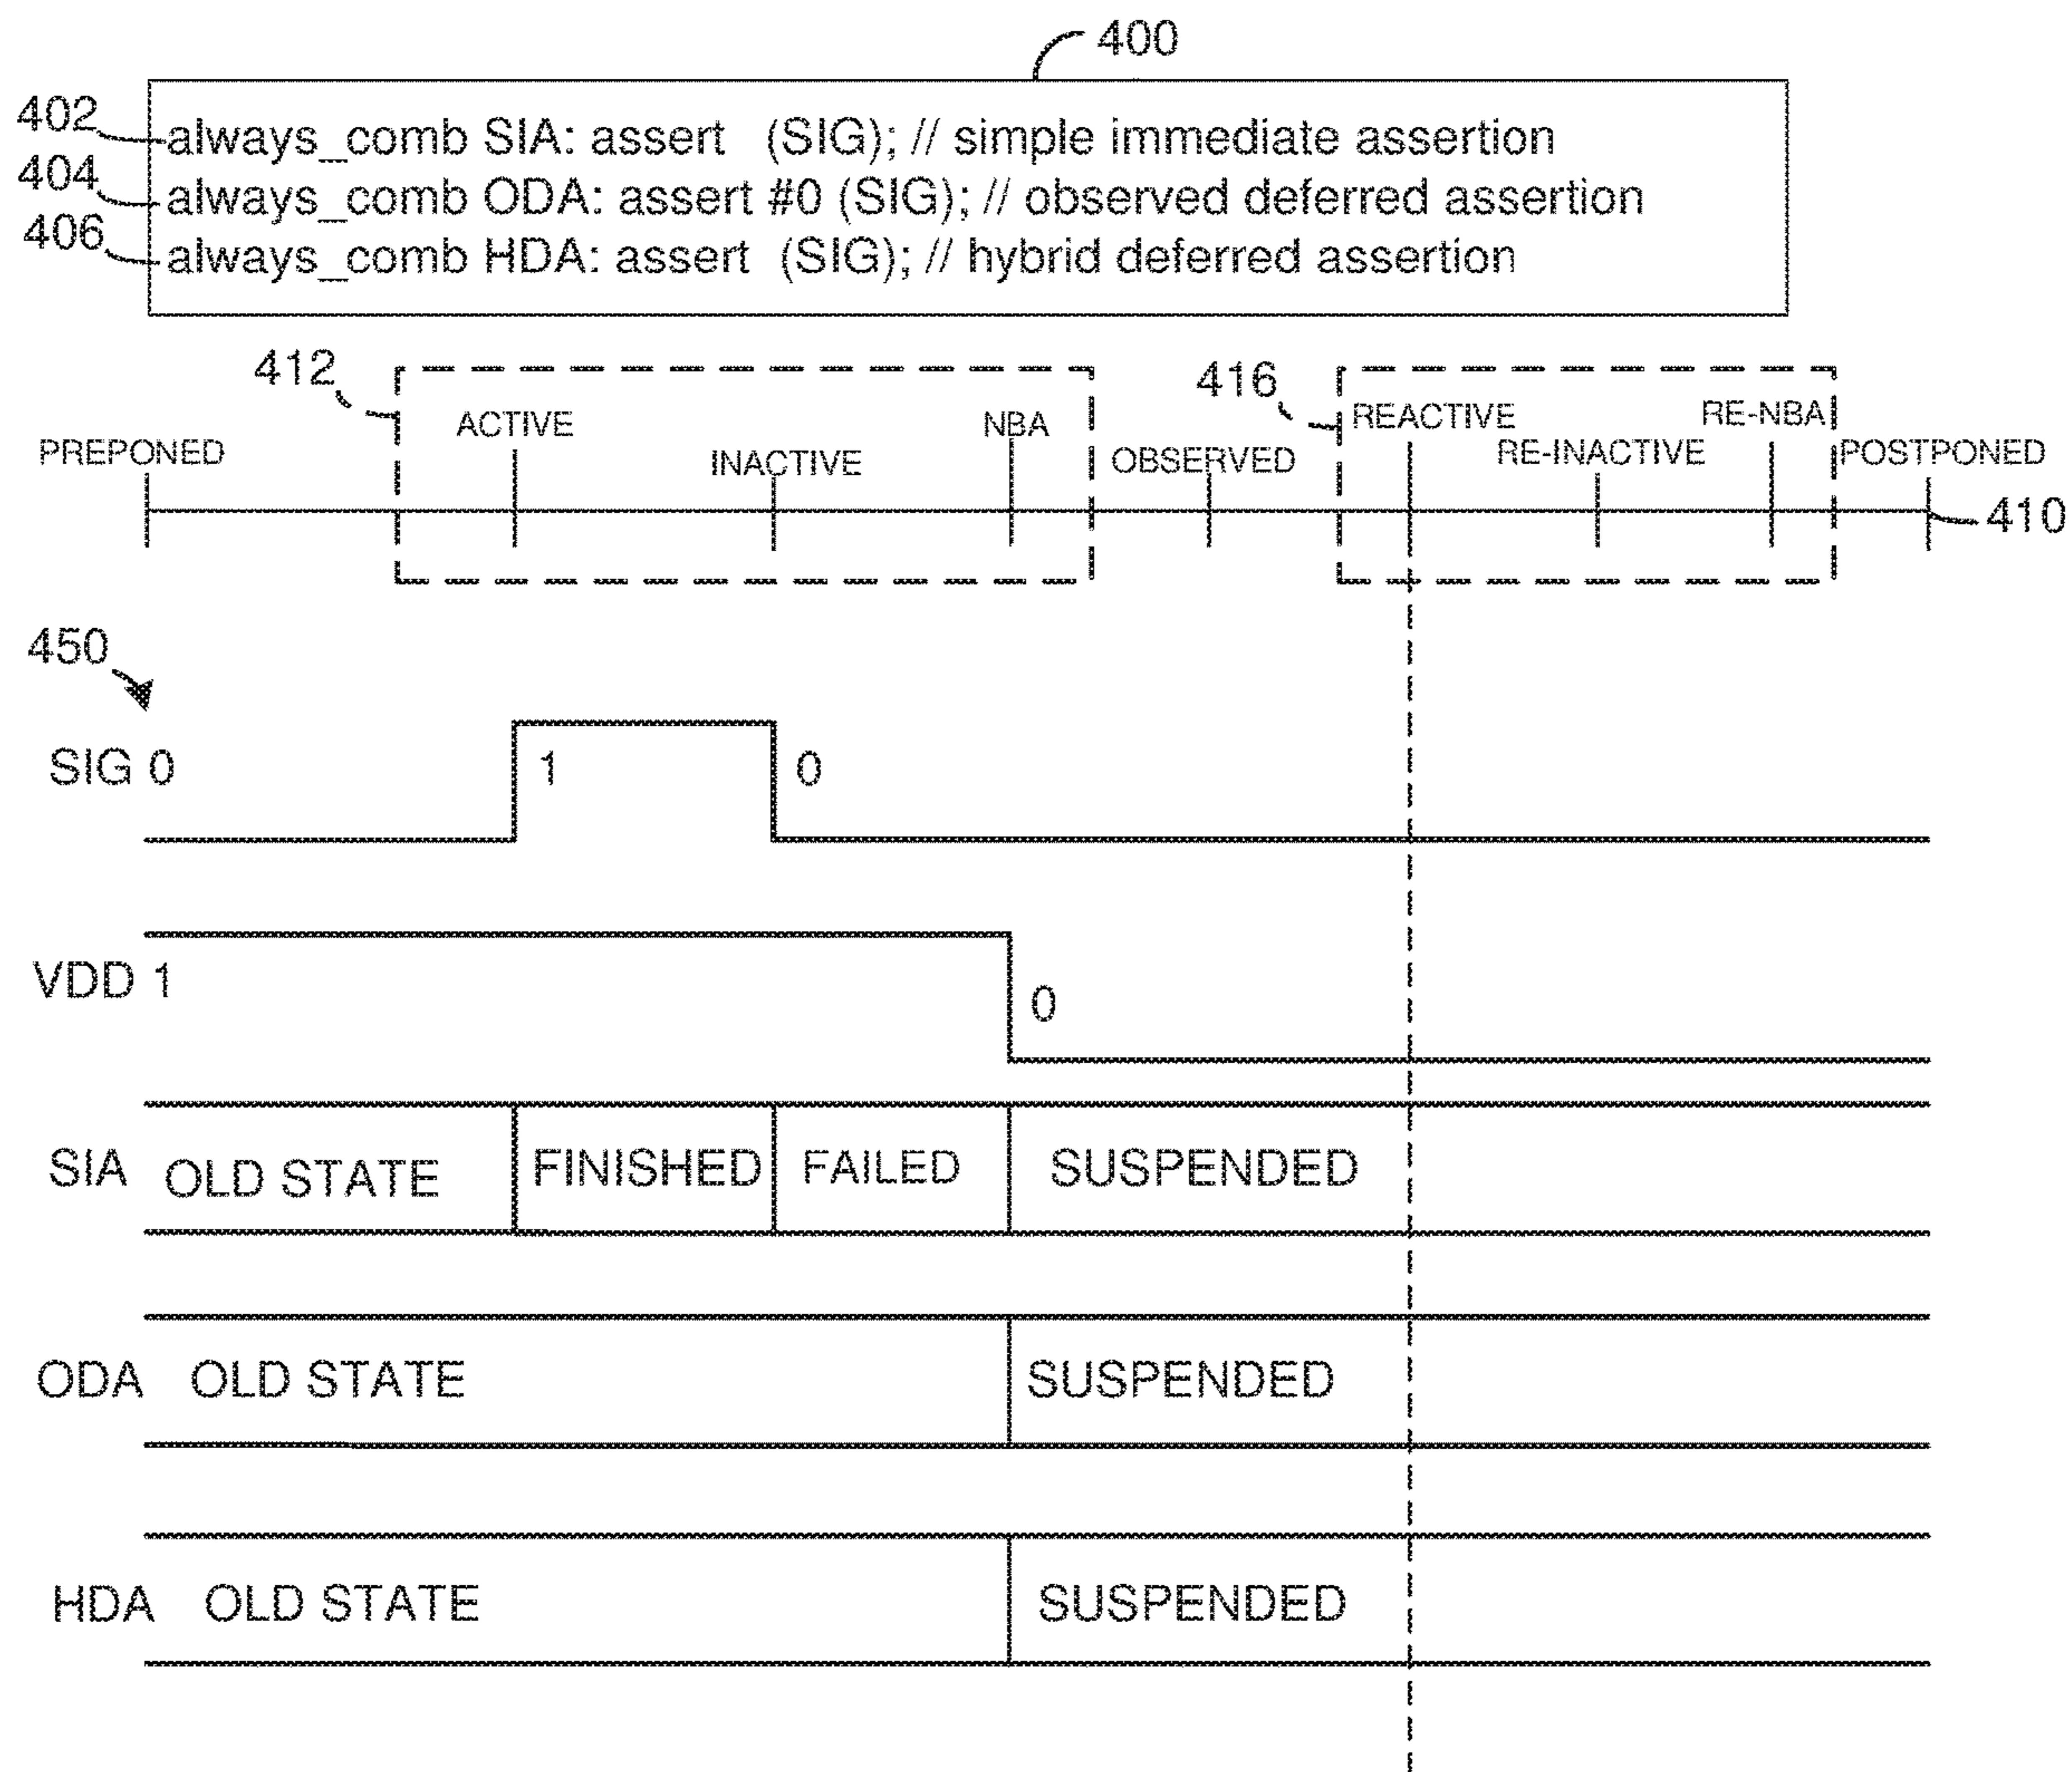 400
402 always_comb SIA: assert (SIG); // simple immediate assertion
404 always_comb ODA: assert #0 (SIG); // observed deferred assertion
406 always_comb HDA: assert (SIG); // hybrid deferred assertion
412
416
PREPONED
ACTIVE
INACTIVE
NBA
OBSERVED
REACTIVE
RE-INACTIVE
RE-NBA
POSTPONED
410
450
SIG 0
1
0
VDD 1
0
SIA OLD STATE FINISHED FAILED SUSPENDED
ODA OLD STATE SUSPENDED
HDA OLD STATE SUSPENDED